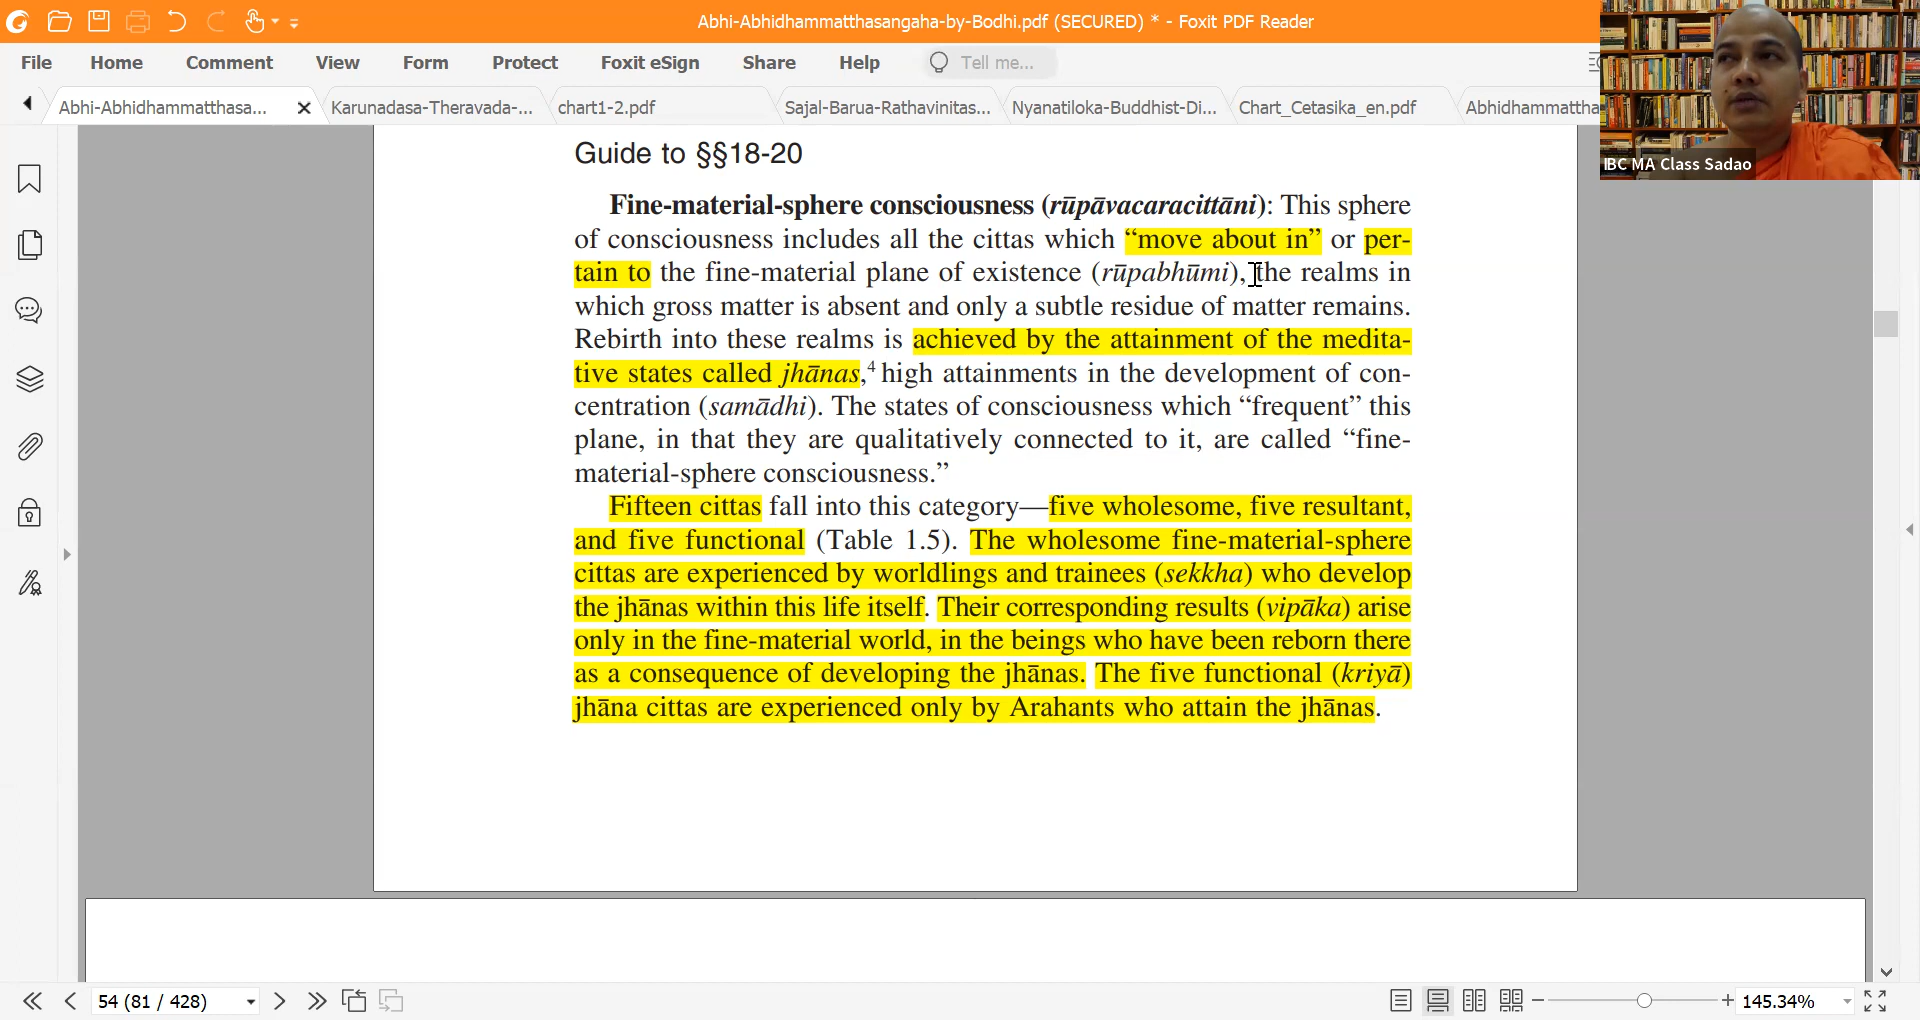 Abhi-Abhidhammatthasangaha-by-Bodhi.pdf (SECURED) * - Foxit PDF Reader
File Home Comment View Form Protect Foxit eSign Share Help Tell me...
Abhi-Abhidhammatthasa... Karunadasa-Theravada-... chart1-2.pdf Sajal-Barua-Rathavinitas... Nyanatiloka-Buddhist-Di... Chart_Cetasika_en.pdf Abhidhammattha
IBC MA Class Sadao
Guide to §§18-20
Fine-material-sphere consciousness (rūpāvacaracittāni): This sphere
of consciousness includes all the cittas which “move about in” or per-
tain to the fine-material plane of existence (rūpabhūmi), the realms in
which gross matter is absent and only a subtle residue of matter remains.
Rebirth into these realms is achieved by the attainment of the medita-
tive states called jhānas,⁴ high attainments in the development of con-
centration (samādhi). The states of consciousness which “frequent” this
plane, in that they are qualitatively connected to it, are called “fine-
material-sphere consciousness.”
Fifteen cittas fall into this category—five wholesome, five resultant,
and five functional (Table 1.5). The wholesome fine-material-sphere
cittas are experienced by worldlings and trainees (sekkha) who develop
the jhānas within this life itself. Their corresponding results (vipāka) arise
only in the fine-material world, in the beings who have been reborn there
as a consequence of developing the jhānas. The five functional (kriyā)
jhāna cittas are experienced only by Arahants who attain the jhānas.
54 (81 / 428) 145.34%